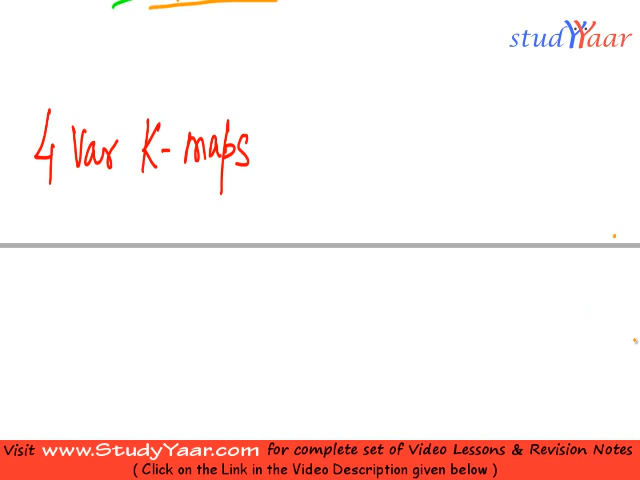 studYYaar
4 Var K-maps
Visit www.StudyYaar.com for complete set of Video Lessons & Revision Notes
( Click on the Link in the Video Description given below )